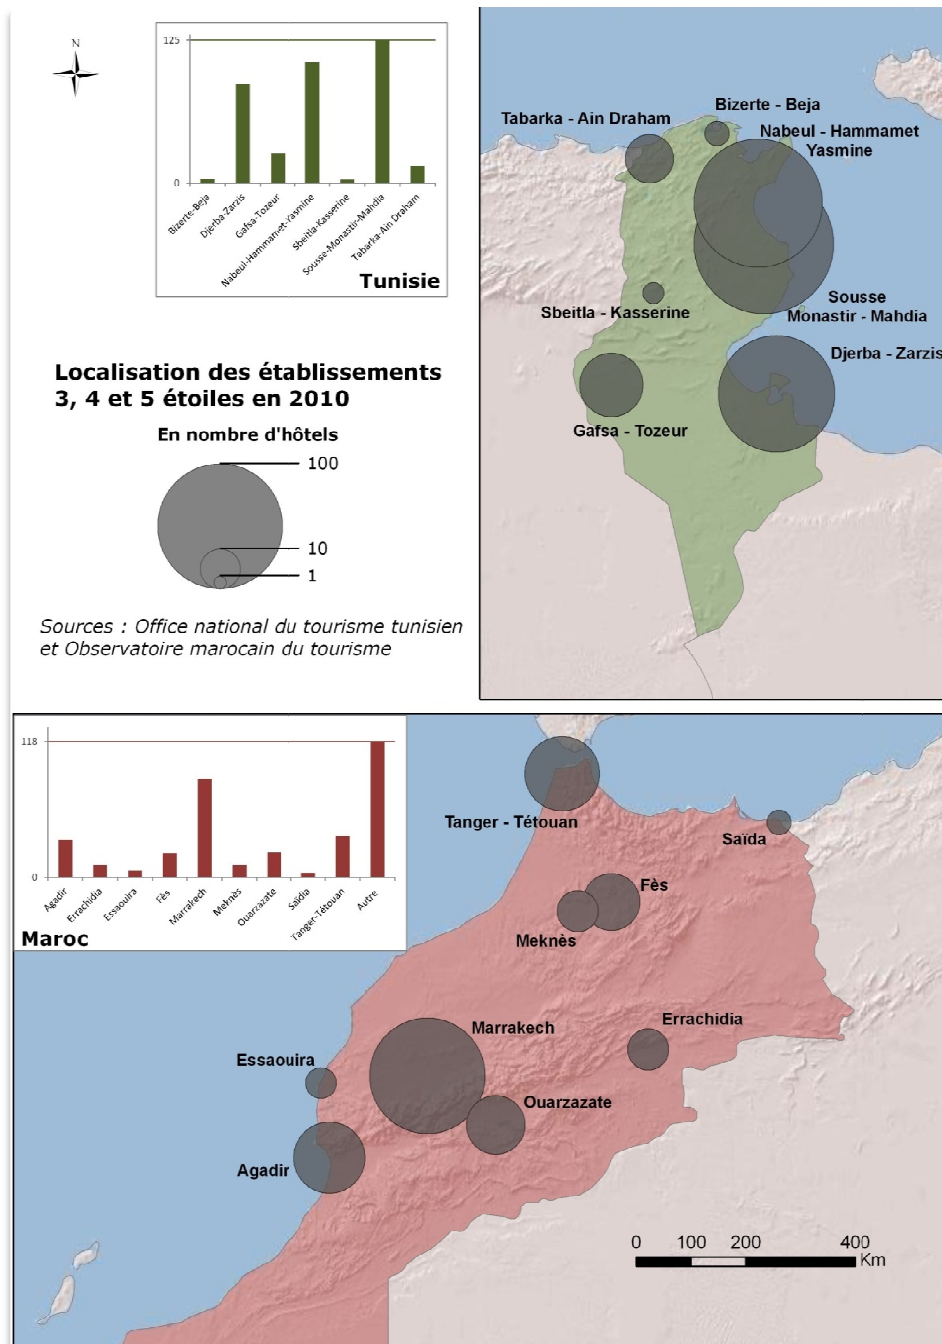 N
125
0
Bizerte-Beja
Djerba-Zarzis
Gafsa-Tozeur
Nabeul-Hammamet-Yasmine
Sbeitla-Kasserine
Sousse-Monastir-Mahdia
Tabarka-Ain Draham
Tunisie
Tabarka - Ain Draham
Bizerte - Beja
Nabeul - Hammamet
Yasmine
Sbeitla - Kasserine
Sousse
Monastir - Mahdia
Djerba - Zarzis
Gafsa - Tozeur
Localisation des établissements
3, 4 et 5 étoiles en 2010
En nombre d'hôtels
100
10
1
Sources : Office national du tourisme tunisien
et Observatoire marocain du tourisme
118
0
Agadir
Errachidia
Essaouira
Fès
Marrakech
Meknès
Ouarzazate
Saïdia
Tanger-Tétouan
Autre
Maroc
Tanger - Tétouan
Saïda
Fès
Meknès
Errachidia
Marrakech
Essaouira
Ouarzazate
Agadir
0 100 200 400
Km